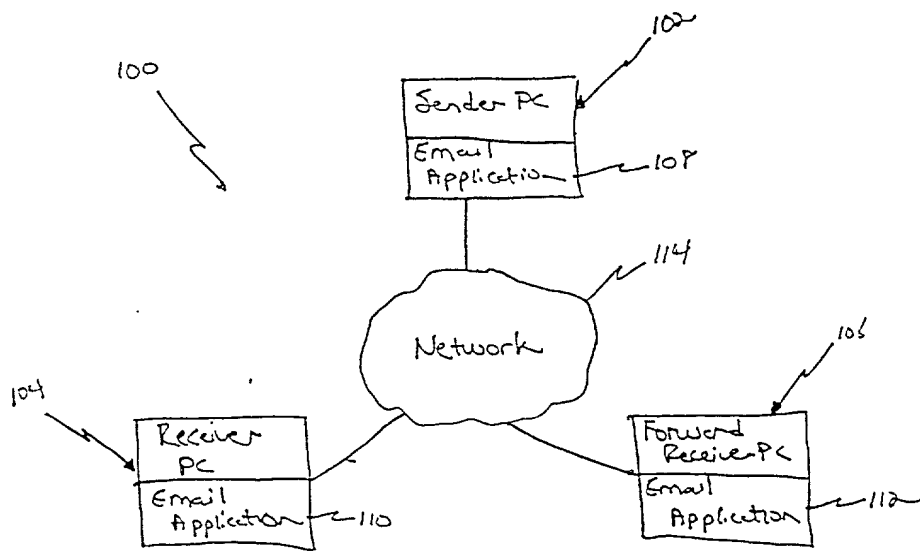 100
102
Sender PC
Email
Application
108
114
Network
106
104
Receiver
PC
Email
Application
110
Forward
Receiver PC
Email
Application
112